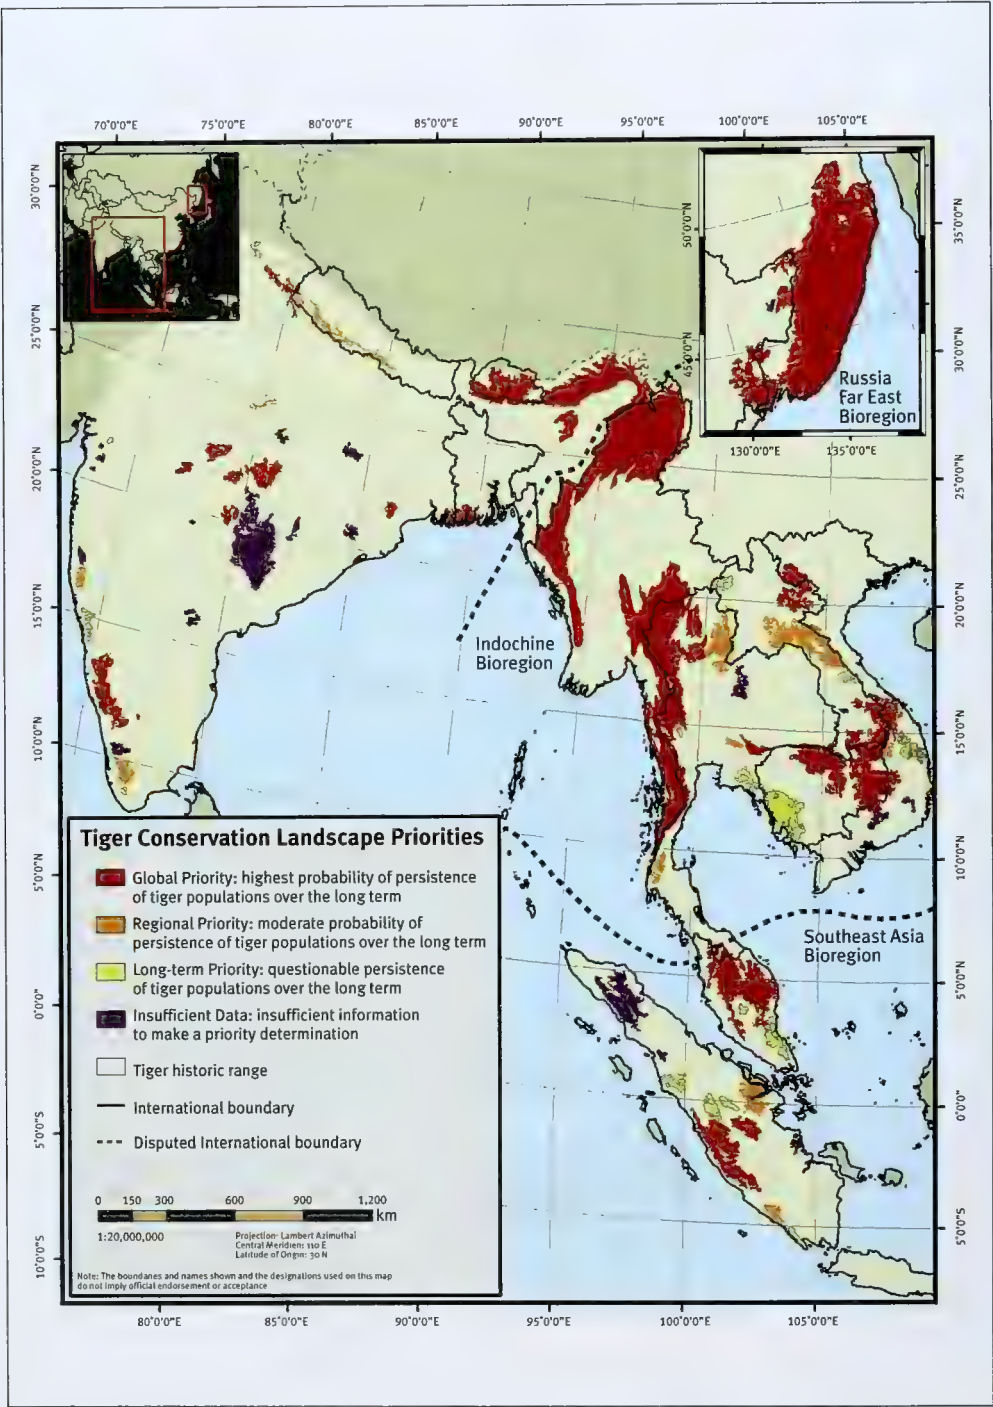 70°0'0"E 75°0'0"E 80°0'0"E 85°0'0"E 90°0'0"E 95°0'0"E 100°0'0"E 105°0'0"E
30°0'0"N
25°0'0"N
20°0'0"N
15°0'0"N
10°0'0"N
5°0'0"N
0°0'0"
5°0'0"S
10°0'0"S
50°0'0"N
45°0'0"N
Russia
Far East
Bioregion
130°0'0"E 135°0'0"E
35°0'0"N
30°0'0"N
25°0'0"N
20°0'0"N
15°0'0"N
10°0'0"N
5°0'0"N
0°0'0"
5°0'0"S
Indochine
Bioregion
Southeast Asia
Bioregion
Tiger Conservation Landscape Priorities
Global Priority: highest probability of persistence
of tiger populations over the long term
Regional Priority: moderate probability of
persistence of tiger populations over the long term
Long-term Priority: questionable persistence
of tiger populations over the long term
Insufficient Data: insufficient information
to make a priority determination
Tiger historic range
International boundary
Disputed International boundary
0 150 300 600 900 1,200
km
1:20,000,000
Projection: Lambert Azimuthal
Central Meridien: 110 E
Latitude of Origin: 30 N
Note: The boundaries and names shown and the designations used on this map
do not imply official endorsement or acceptance
80°0'0"E 85°0'0"E 90°0'0"E 95°0'0"E 100°0'0"E 105°0'0"E